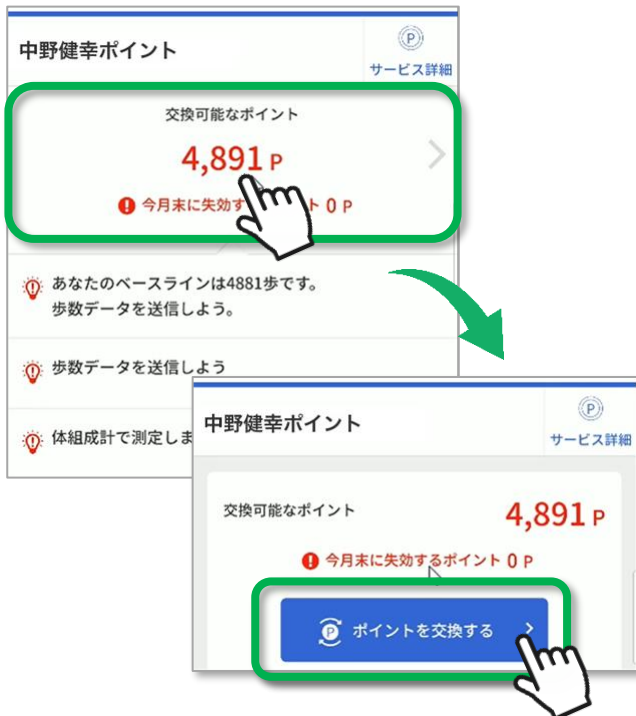 中野健幸ポイント
P
サービス詳細
交換可能なポイント
4,891 P
! 今月末に失効す ト 0 P
あなたのベースラインは4881歩です。
歩数データを送信しよう。
歩数データを送信しよう
体組成計で測定しま
中野健幸ポイント
P
サービス詳細
交換可能なポイント
4,891 P
! 今月末に失効するポイント 0 P
P ポイントを交換する